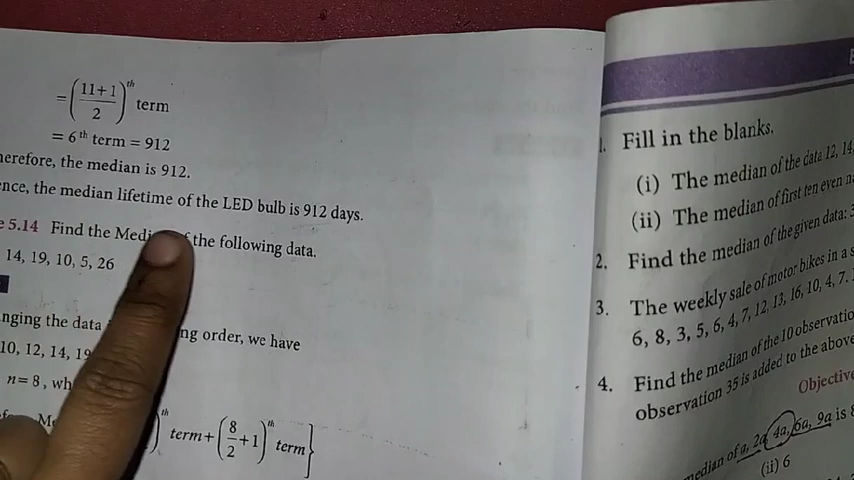 = (11+1/2)^th term
= 6^th term = 912
herefore, the median is 912.
ence, the median lifetime of the LED bulb is 912 days.
e 5.14 Find the Medi the following data.
14, 19, 10, 5, 26
nging the data ng order, we have
10, 12, 14, 19
n = 8, wh
)^th term + (8/2 + 1)^th term}
1. Fill in the blanks.
(i) The median of the data 12, 14,
(ii) The median of first ten even n
2. Find the median of the given data: 3
3. The weekly sale of motor bikes in a s
6, 8, 3, 5, 6, 4, 7, 12, 13, 16, 10, 4, 7.
4. Find the median of the 10 observatio
observation 35 is added to the above
Objective
median of a, 2a, 4a, 6a, 9a is 8
(ii) 6